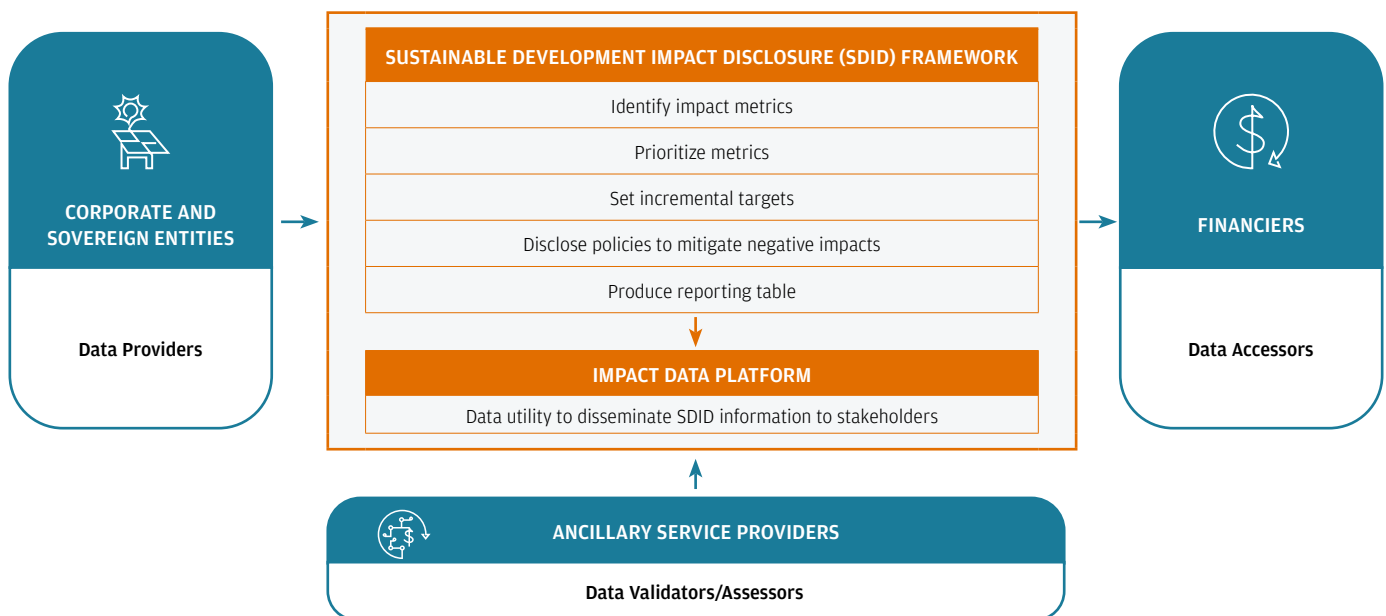 CORPORATE AND
SOVEREIGN ENTITIES
Data Providers
SUSTAINABLE DEVELOPMENT IMPACT DISCLOSURE (SDID) FRAMEWORK
Identify impact metrics
Prioritize metrics
Set incremental targets
Disclose policies to mitigate negative impacts
Produce reporting table
IMPACT DATA PLATFORM
Data utility to disseminate SDID information to stakeholders
FINANCIERS
Data Accessors
ANCILLARY SERVICE PROVIDERS
Data Validators/Assessors